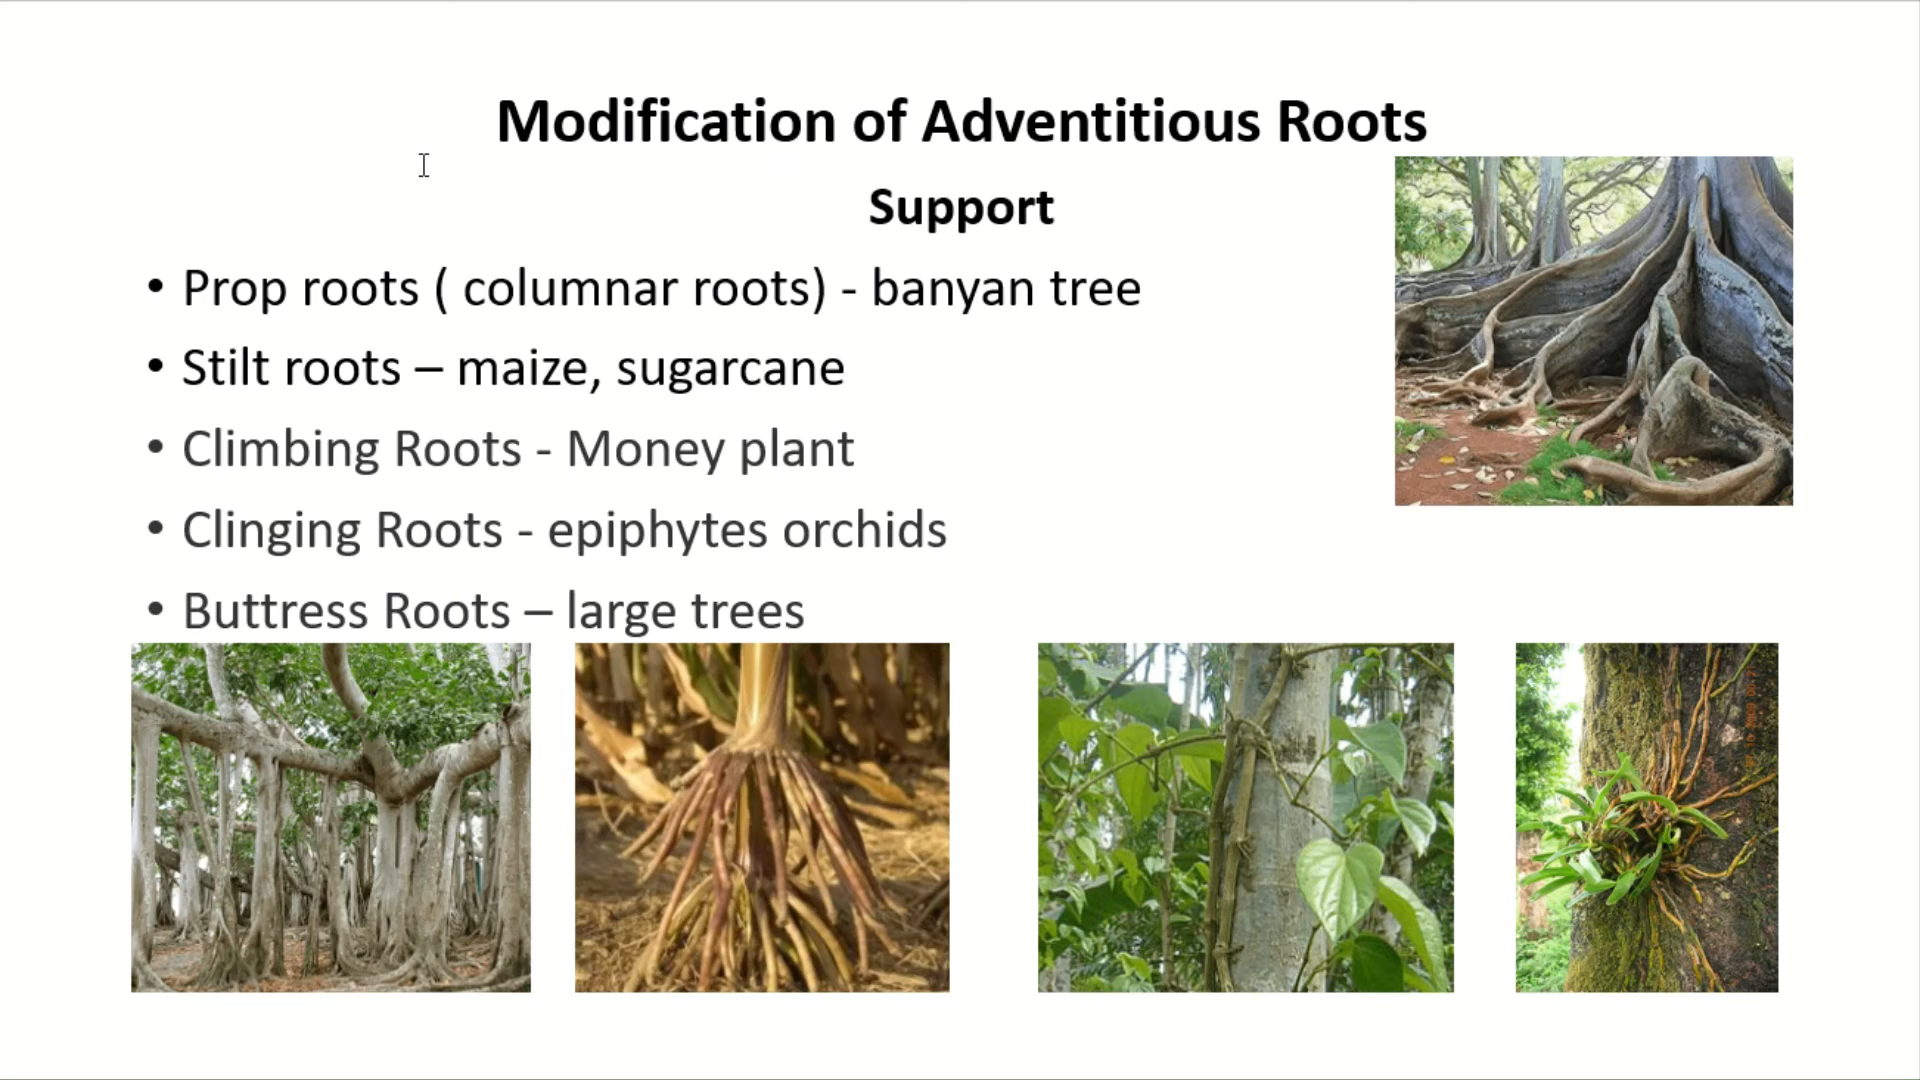 Modification of Adventitious Roots
Support
• Prop roots ( columnar roots) - banyan tree
• Stilt roots – maize, sugarcane
• Climbing Roots - Money plant
• Clinging Roots - epiphytes orchids
• Buttress Roots – large trees